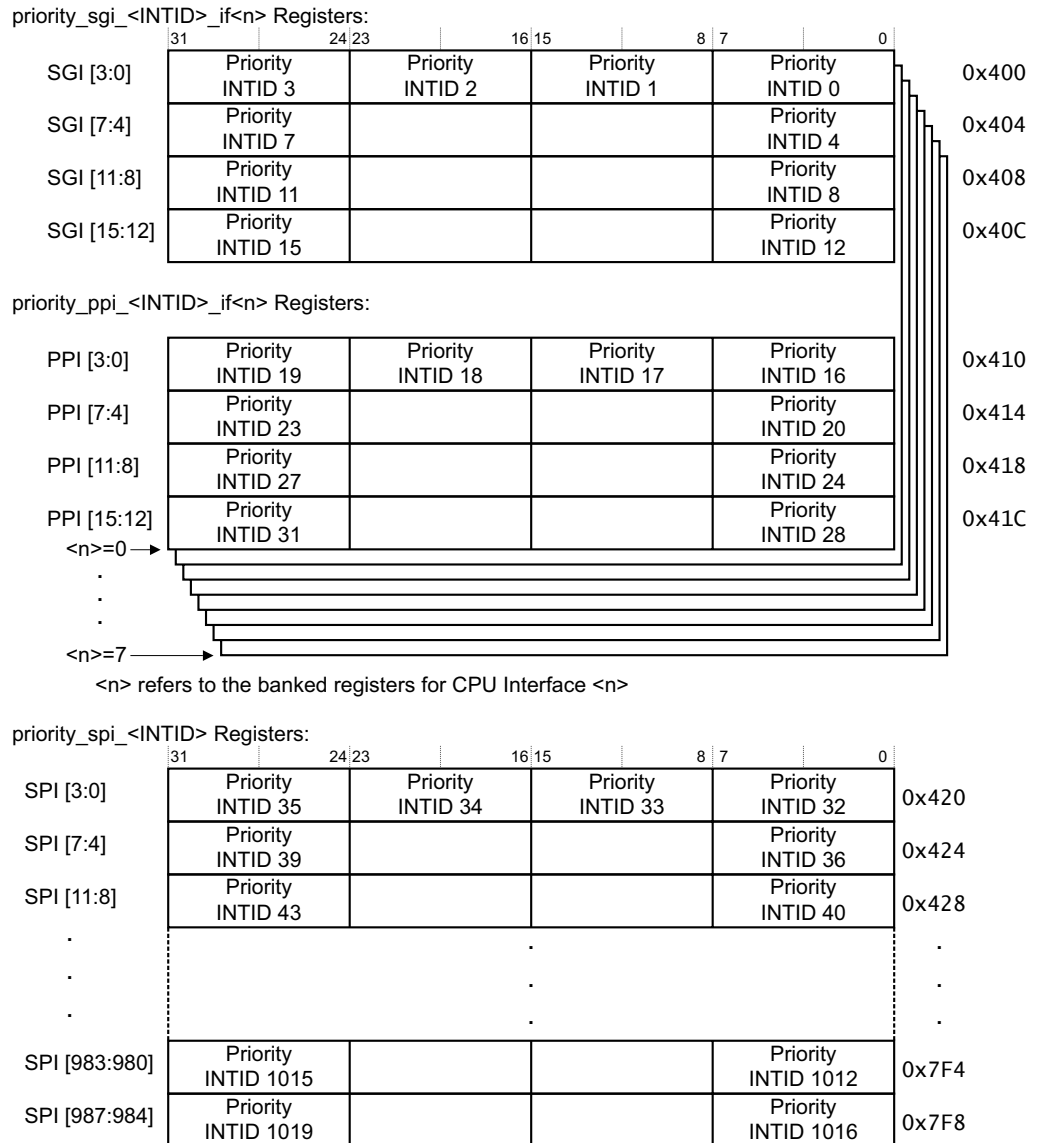 priority_sgi_<INTID>_if<n> Registers:
31 24 23 16 15 8 7 0
SGI [3:0] Priority INTID 3 Priority INTID 2 Priority INTID 1 Priority INTID 0 0x400
SGI [7:4] Priority INTID 7 Priority INTID 4 0x404
SGI [11:8] Priority INTID 11 Priority INTID 8 0x408
SGI [15:12] Priority INTID 15 Priority INTID 12 0x40C
priority_ppi_<INTID>_if<n> Registers:
PPI [3:0] Priority INTID 19 Priority INTID 18 Priority INTID 17 Priority INTID 16 0x410
PPI [7:4] Priority INTID 23 Priority INTID 20 0x414
PPI [11:8] Priority INTID 27 Priority INTID 24 0x418
PPI [15:12] Priority INTID 31 Priority INTID 28 0x41C
<n>=0
.
.
.
<n>=7
<n> refers to the banked registers for CPU Interface <n>
priority_spi_<INTID> Registers:
31 24 23 16 15 8 7 0
SPI [3:0] Priority INTID 35 Priority INTID 34 Priority INTID 33 Priority INTID 32 0x420
SPI [7:4] Priority INTID 39 Priority INTID 36 0x424
SPI [11:8] Priority INTID 43 Priority INTID 40 0x428
. . .
. . .
. . .
SPI [983:980] Priority INTID 1015 Priority INTID 1012 0x7F4
SPI [987:984] Priority INTID 1019 Priority INTID 1016 0x7F8